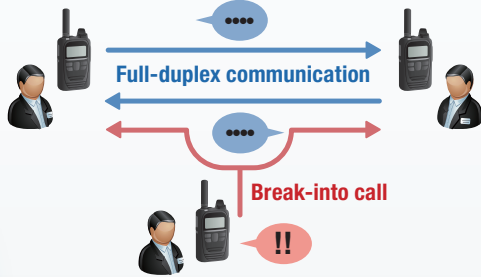 ••••
Full-duplex communication
••••
Break-into call
!!